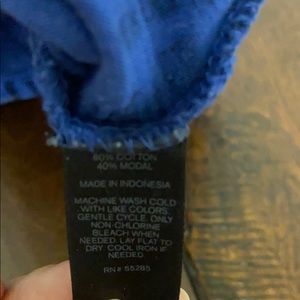 60% COTTON
40% MODAL
MADE IN INDONESIA
MACHINE WASH COLD
WITH LIKE COLORS.
GENTLE CYCLE. ONLY
NON-CHLORINE
BLEACH WHEN
NEEDED. LAY FLAT TO
DRY. COOL IRON IF
NEEDED.
RN# 55285